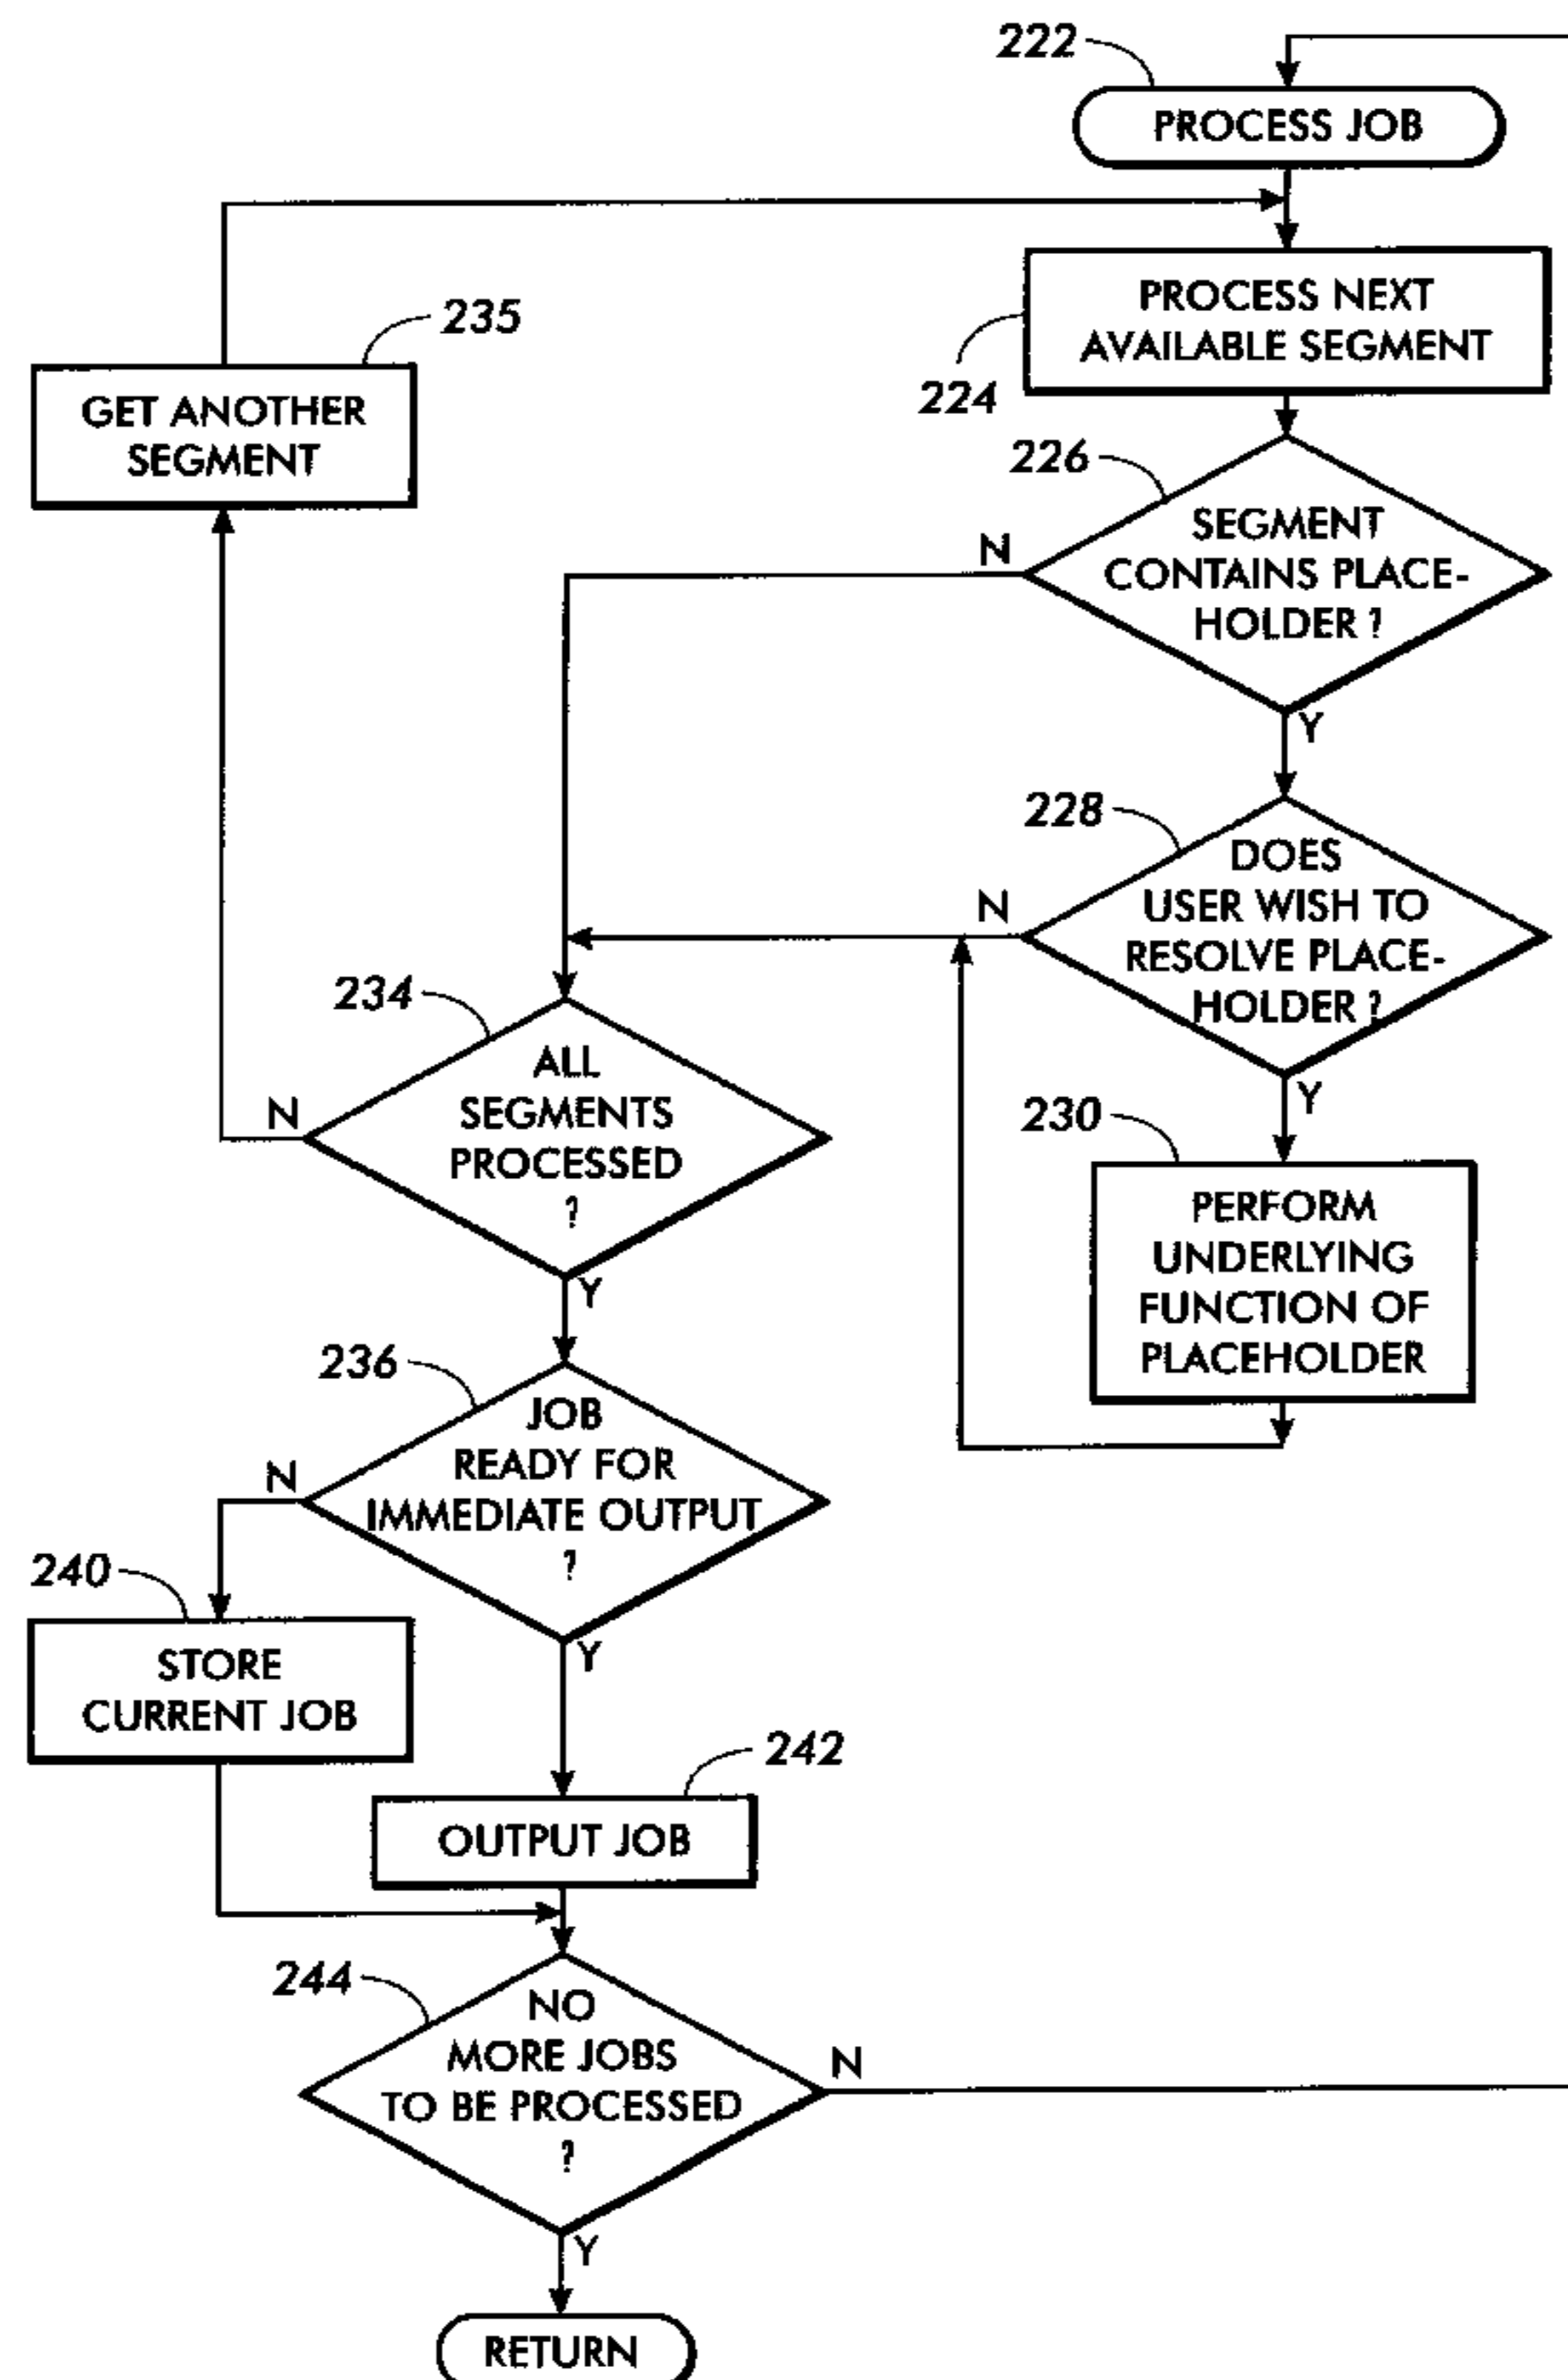 222
PROCESS JOB
PROCESS NEXT
AVAILABLE SEGMENT
224
235
GET ANOTHER
SEGMENT
226
SEGMENT
CONTAINS PLACE-
HOLDER ?
N
Y
228
DOES
USER WISH TO
RESOLVE PLACE-
HOLDER ?
N
Y
230
PERFORM
UNDERLYING
FUNCTION OF
PLACEHOLDER
234
ALL
SEGMENTS
PROCESSED
?
N
Y
236
JOB
READY FOR
IMMEDIATE OUTPUT
?
N
Y
240
STORE
CURRENT JOB
242
OUTPUT JOB
244
NO
MORE JOBS
TO BE PROCESSED
?
N
Y
RETURN